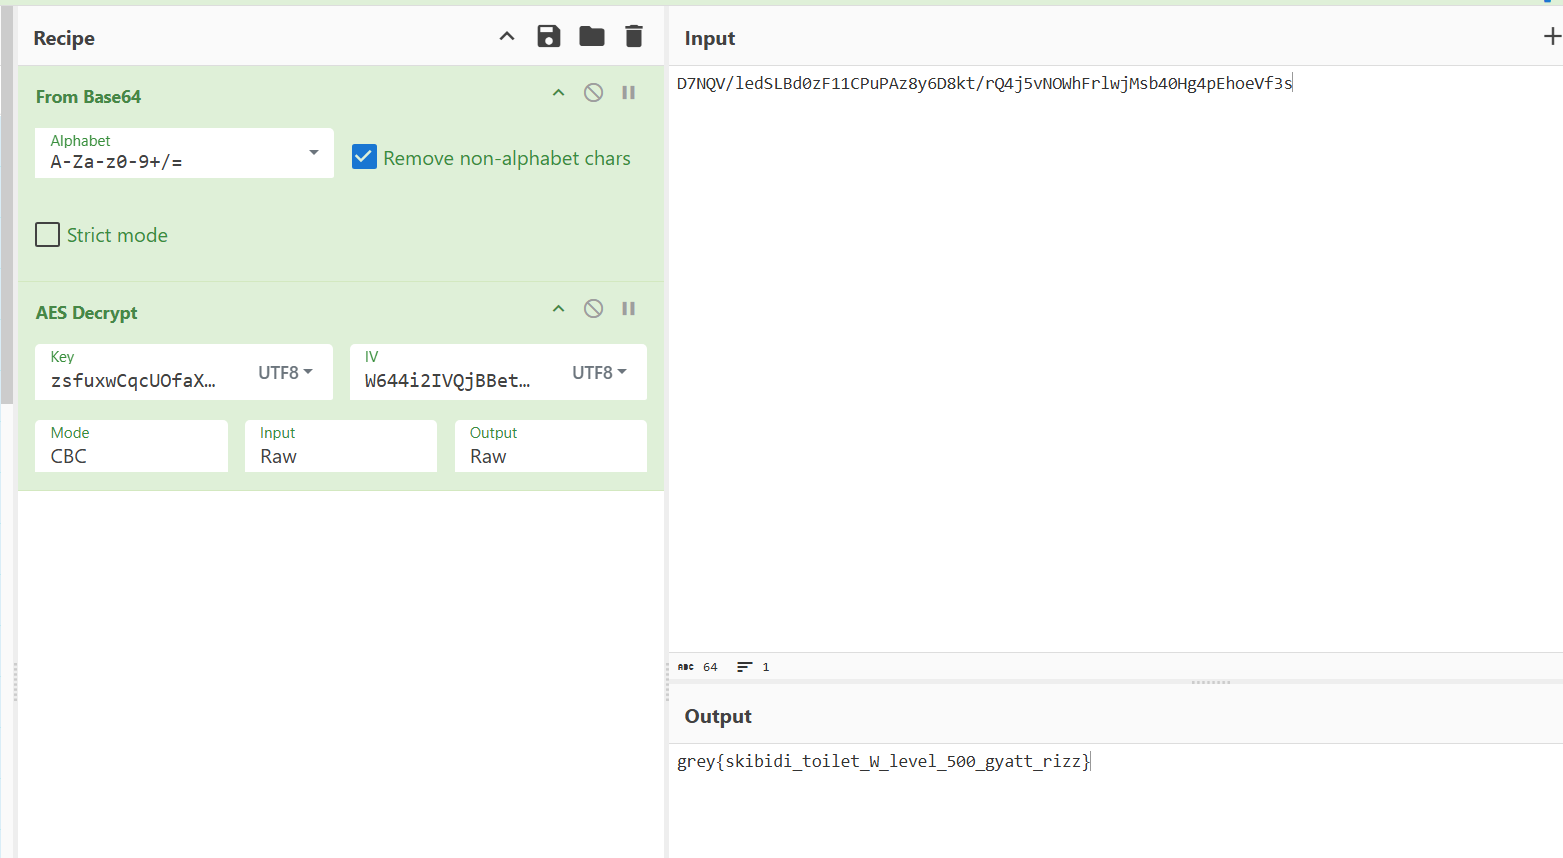 Recipe
From Base64
Alphabet
A-Za-z0-9+/=
Remove non-alphabet chars
Strict mode
AES Decrypt
Key
zsfuxwCqcUOfaX…
UTF8
IV
W644i2IVQjBBet…
UTF8
Mode
CBC
Input
Raw
Output
Raw
Input
D7NQV/ledSLBd0zF11CPuPAz8y6D8kt/rQ4j5vNOWhFrlwjMsb40Hg4pEhoeVf3s
ABC 64 1
Output
grey{skibidi_toilet_W_level_500_gyatt_rizz}